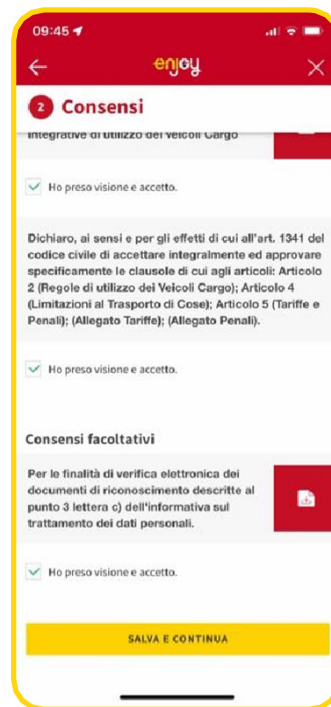 09:45
enjoy
2 Consensi
integrative di utilizzo dei Veicoli Cargo
Ho preso visione e accetto.
Dichiaro, ai sensi e per gli effetti di cui all'art. 1341 del
codice civile di accettare integralmente ed approvare
specificamente le clausole di cui agli articoli: Articolo
2 (Regole di utilizzo dei Veicoli Cargo); Articolo 4
(Limitazioni al Trasporto di Cose); Articolo 5 (Tariffe e
Penali); (Allegato Tariffe); (Allegato Penali).
Ho preso visione e accetto.
Consensi facoltativi
Per le finalità di verifica elettronica dei
documenti di riconoscimento descritte al
punto 3 lettera c) dell'informativa sul
trattamento dei dati personali.
Ho preso visione e accetto.
SALVA E CONTINUA